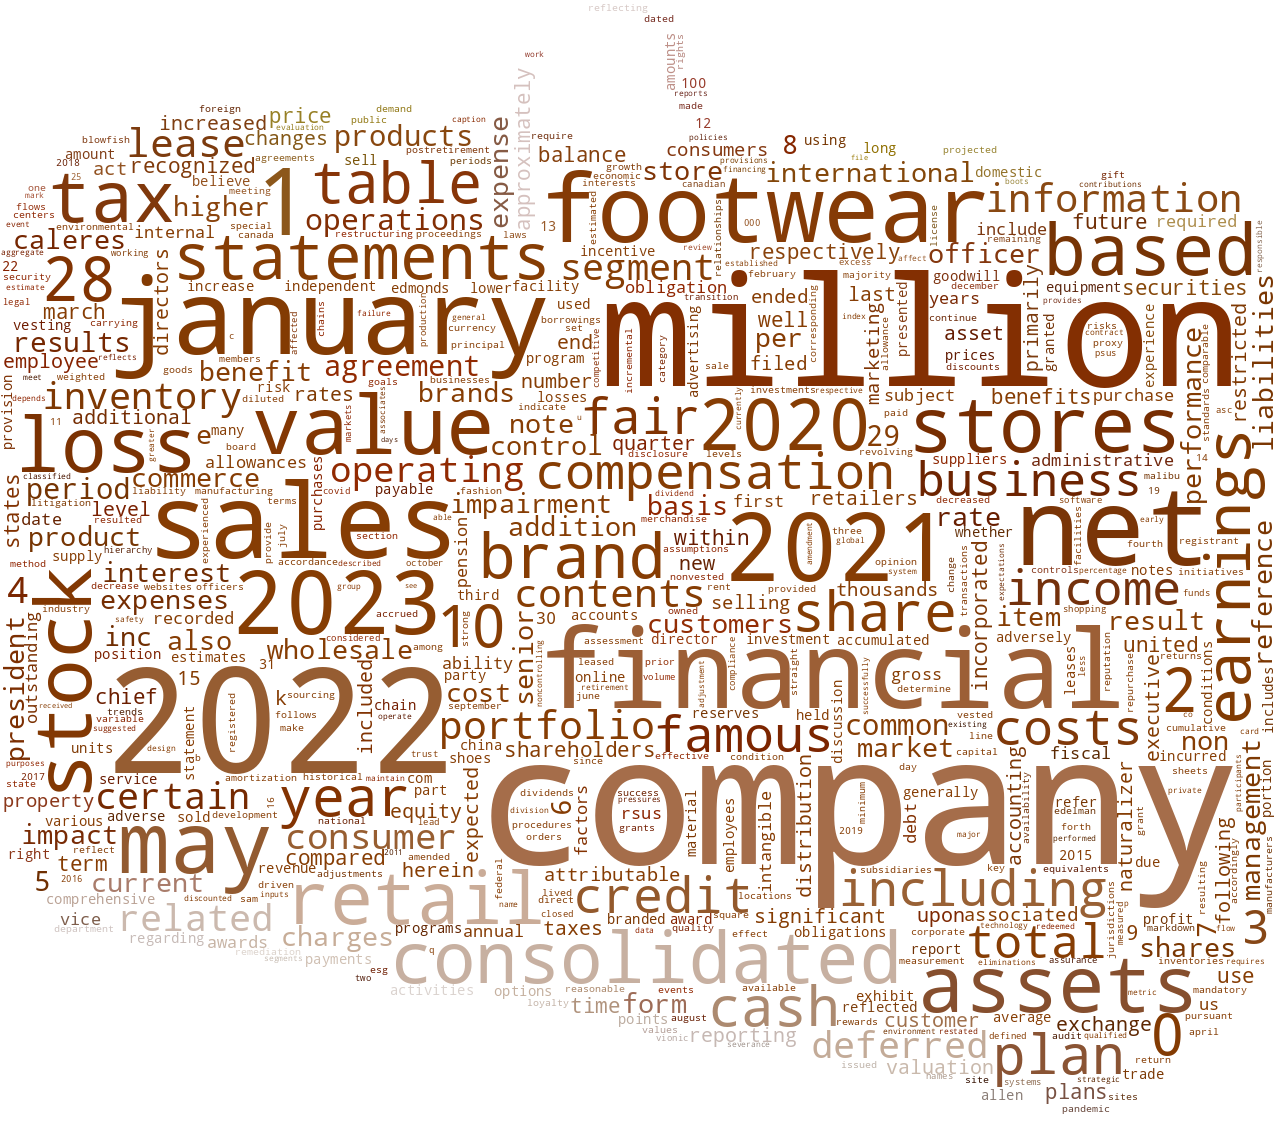 reflecting
dated
work
amounts
rights
100
reports
made
12
policies
foreign
increased
price
demand
public
caption
evaluation
blowfish
lease
changes
products
expense
approximately
require
balance
consumers
8
using
long
file
projected
amount
2018
act
recognized
agreements
sell
postretirement
periods
growth
economic
interests
store
provisions
financing
canadian
international
domestic
boots
gift
contributions
25
one
mark
tax
believe
meeting
1
table
footwear
information
flows
centers
event
environmental
higher
special
canada
operations
restructuring
proceedings
laws
13
estimated
relationships
000
license
include
remaining
future
required
caleres
internal
directors
statements
incentive
segment
review
respectively
officer
based
aggregate
working
22
security
estimate
28
increase
independent
edmonds
lower
facility
obligation
established
february
excess
affect
majority
goodwill
december
equipment
securities
responsible
legal
march
vesting
carrying
january
million
transition
ended
last
years
continue
primarily
provides
liabilities
results
employee
reflects
c
affected
chains
failure
production
general
currency
principal
used
borrowings
set
end
program
competitive
incremental
category
advertising
well
per
filed
corresponding
index
marketing
allowance
presented
asset
prices
discounts
granted
risks
contract
proxy
psus
experience
performance
comparable
restricted
meet
weighted
members
goods
benefit
agreement
businesses
number
sale
investments
respective
subject
benefits
purchase
provision
depends
inventory
risk
diluted
rates
goals
brands
losses
indicate
u
fair
currently
2020
paid
stores
standards
asc
11
additional
loss
e
many
greater
board
value
markets
associates
days
note
control
quarter
disclosure
levels
29
revolving
suppliers
administrative
malibu
14
classified
commerce
allowances
operating
compensation
business
earnings
states
litigation
period
liability
manufacturing
terms
purchases
covid
payable
fashion
able
impairment
dividend
merchandise
basis
first
retailers
decreased
software
19
date
level
resulted
experienced
sales
section
addition
within
assumptions
2021
amendment
three
global
rate
whether
net
facilities
early
fourth
registrant
product
supply
hierarchy
provide
july
accordance
described
october
pension
brand
new
nonvested
rent
provided
opinion
system
change
transactions
expectations
controls
percentage
notes
initiatives
method
stock
interest
decrease
websites
officers
2023
group
see
third
contents
owned
selling
thousands
incorporated
income
funds
reference
4
industry
safety
expenses
recorded
accrued
10
strong
30
accounts
customers
share
item
shopping
result
president
outstanding
inc
position
also
estimates
wholesale
considered
among
31
senior
noncontrolling
assessment
director
investment
accumulated
adversely
united
ability
party
leased
online
retirement
june
prior
volume
adjustment
compliance
financial
straight
successfully
gross
determine
leases
less
reputation
repurchase
returns
conditions
includes
received
chief
trends
variable
suggested
15
2022
registered
k
sourcing
follows
make
included
chain
operate
cost
september
portfolio
reserves
held
discussion
common
vested
existing
line
costs
executive
2
co
cumulative
purposes
2017
state
units
design
statement
b
trust
china
shoes
shareholders
since
famous
effective
condition
market
capital
accounting
fiscal
non
incurred
card
property
service
certain
development
amortization
historical
maintain
com
part
16
year
equity
expected
dividends
division
factors
6
success
pressures
rsus
grants
material
employees
intangible
distribution
minimum
2019
day
company
generally
debt
major
availability
refer
edelman
forth
performed
naturalizer
sheets
private
participants
management
portion
various
adverse
sold
national
lead
procedures
orders
impact
may
consumer
2015
grant
following
accordingly
manufacturers
right
term
revenue
compared
2011
amended
herein
federal
attributable
subsidiaries
key
equivalents
due
resulting
5
2016
current
driven
inputs
adjustments
comprehensive
discounted
sam
retail
name
lived
direct
credit
locations
including
jurisdictions
measured
profit
markdown
7
flow
3
vice
related
programs
closed
branded
award
square
significant
upon
associated
technology
redeemed
9
department
regarding
awards
charges
annual
taxes
data
quality
effect
obligations
corporate
report
total
shares
remediation
segments
payments
q
esg
two
consolidated
measurement
eliminations
assurance
inventories
requires
activities
options
reasonable
events
available
assets
metric
use
mandatory
loyalty
time
form
cash
exhibit
reflected
us
points
august
rewards
customer
average
exchange
pursuant
values
vionic
reporting
severance
environment
restated
defined
audit
qualified
april
deferred
plan
0
issued
valuation
names
site
systems
strategic
return
trade
allen
plans
sites
pandemic